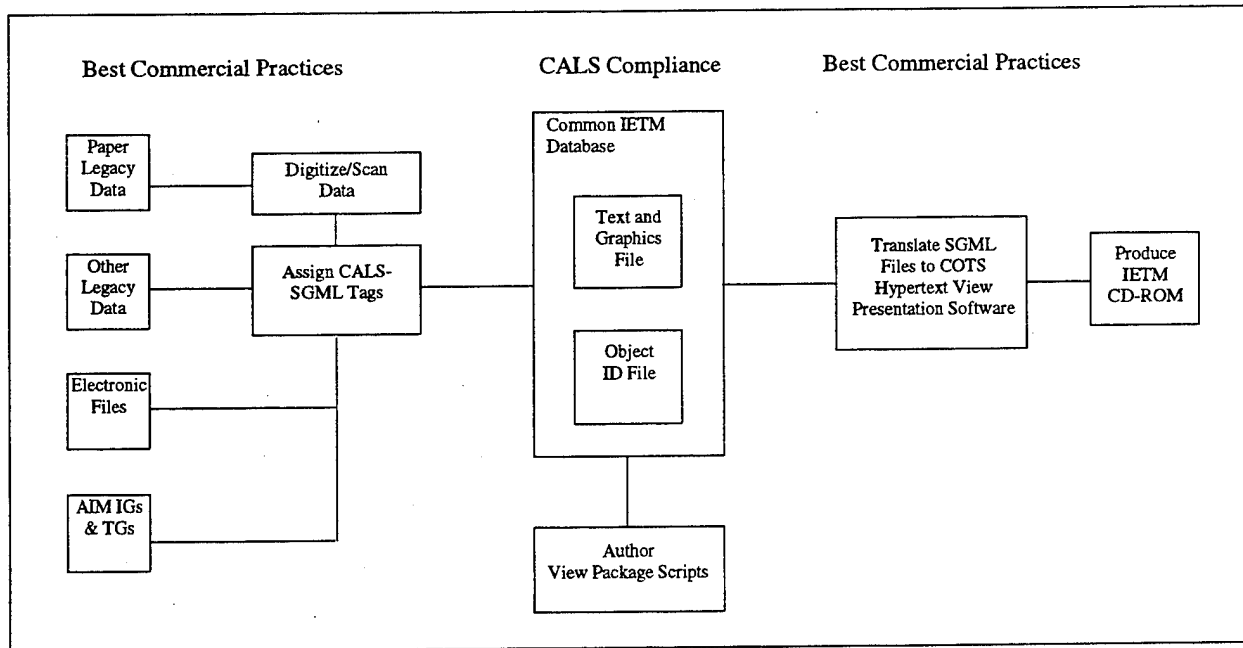 Best Commercial Practices
CALS Compliance
Best Commercial Practices
Paper
Legacy
Data
Digitize/Scan
Data
Other
Legacy
Data
Assign CALS-
SGML Tags
Electronic
Files
AIM IGs
& TGs
Common IETM
Database
Text and
Graphics
File
Object
ID File
Author
View Package Scripts
Translate SGML
Files to COTS
Hypertext View
Presentation Software
Produce
IETM
CD-ROM